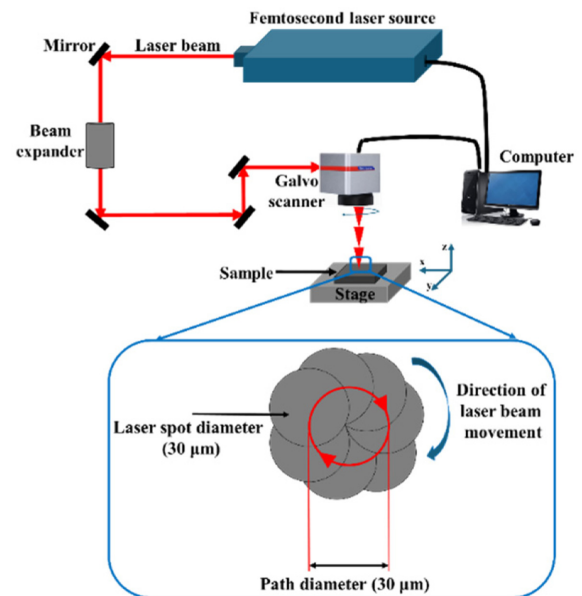 Femtosecond laser source
Mirror
Laser beam
Beam
expander
Galvo
scanner
Computer
Sample
Stage
z
x
y
Laser spot diameter
(30 µm)
Direction of
laser beam
movement
Path diameter (30 µm)